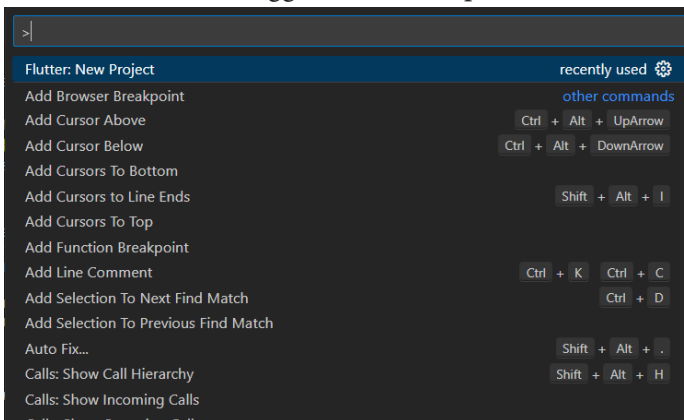 >
Flutter: New Project recently used
Add Browser Breakpoint other commands
Add Cursor Above Ctrl + Alt + UpArrow
Add Cursor Below Ctrl + Alt + DownArrow
Add Cursors To Bottom
Add Cursors to Line Ends Shift + Alt + I
Add Cursors To Top
Add Function Breakpoint
Add Line Comment Ctrl + K Ctrl + C
Add Selection To Next Find Match Ctrl + D
Add Selection To Previous Find Match
Auto Fix... Shift + Alt + .
Calls: Show Call Hierarchy Shift + Alt + H
Calls: Show Incoming Calls